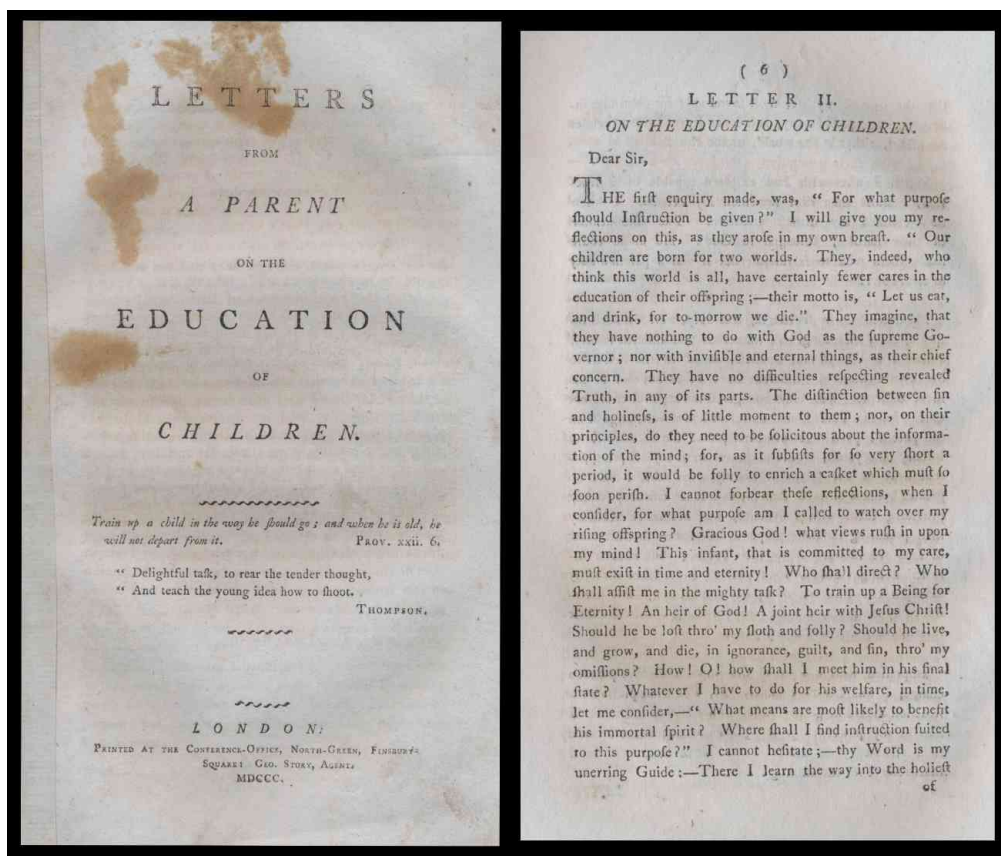 LETTERS
FROM
A PARENT
ON THE
EDUCATION
OF
CHILDREN.
Train up a child in the way he ſhould go ; and when he is old, he
will not depart from it. PROV. xxii. 6.
“ Delightful taſk, to rear the tender thought,
“ And teach the young idea how to ſhoot.
THOMPSON.
LONDON:
PRINTED AT THE CONFERENCE-OFFICE, NORTH-GREEN, FINSBURY-
SQUARE: GEO. STORY, AGENT.
MDCCC.
( 6 )
LETTER II.
ON THE EDUCATION OF CHILDREN.
Dear Sir,
THE firſt enquiry made, was, “ For what purpoſe
ſhould Inſtruction be given ?” I will give you my re-
flections on this, as they aroſe in my own breaſt. “ Our
children are born for two worlds. They, indeed, who
think this world is all, have certainly fewer cares in the
education of their offspring ;—their motto is, “ Let us eat,
and drink, for to-morrow we die.” They imagine, that
they have nothing to do with God as the ſupreme Go-
vernor ; nor with inviſible and eternal things, as their chief
concern. They have no difficulties reſpecting revealed
Truth, in any of its parts. The diſtinction between ſin
and holineſs, is of little moment to them ; nor, on their
principles, do they need to be ſolicitous about the informa-
tion of the mind ; for, as it ſubſiſts for ſo very ſhort a
period, it would be folly to enrich a caſket which muſt ſo
ſoon periſh. I cannot forbear theſe reflections, when I
conſider, for what purpoſe am I called to watch over my
riſing offspring ? Gracious God ! what views ruſh in upon
my mind ! This infant, that is committed to my care,
muſt exiſt in time and eternity ! Who ſhall direct ? Who
ſhall aſſiſt me in the mighty taſk ? To train up a Being for
Eternity ! An heir of God ! A joint heir with Jeſus Chriſt !
Should he be loſt thro' my ſloth and folly ? Should he live,
and grow, and die, in ignorance, guilt, and ſin, thro' my
omiſſions ? How ! O ! how ſhall I meet him in his final
ſtate ? Whatever I have to do for his welfare, in time,
let me conſider,—“ What means are moſt likely to benefit
his immortal ſpirit ? Where ſhall I find inſtruction ſuited
to this purpoſe ?” I cannot heſitate ;—thy Word is my
unerring Guide :—There I learn the way into the holieſt
of